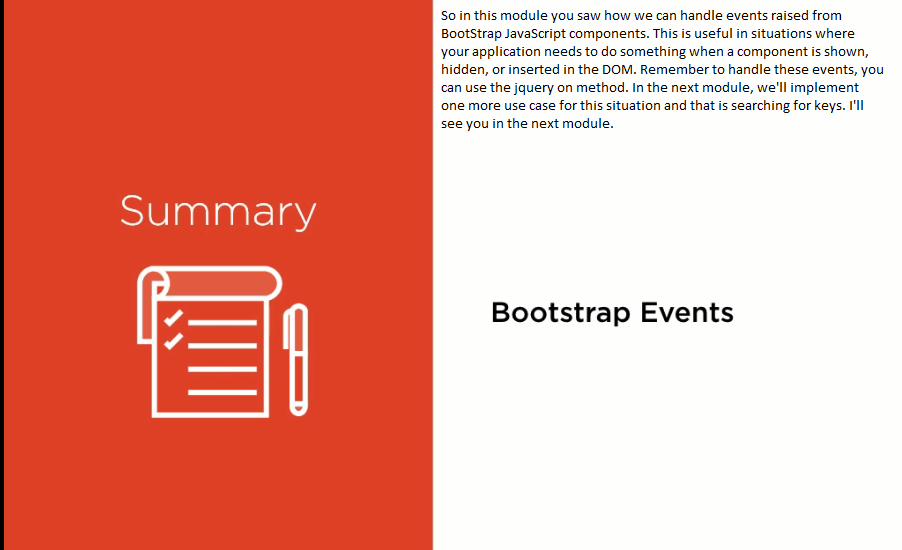 So in this module you saw how we can handle events raised from
BootStrap JavaScript components. This is useful in situations where
your application needs to do something when a component is shown,
hidden, or inserted in the DOM. Remember to handle these events, you
can use the jquery on method. In the next module, we'll implement
one more use case for this situation and that is searching for keys. I'll
see you in the next module.
Summary
Bootstrap Events